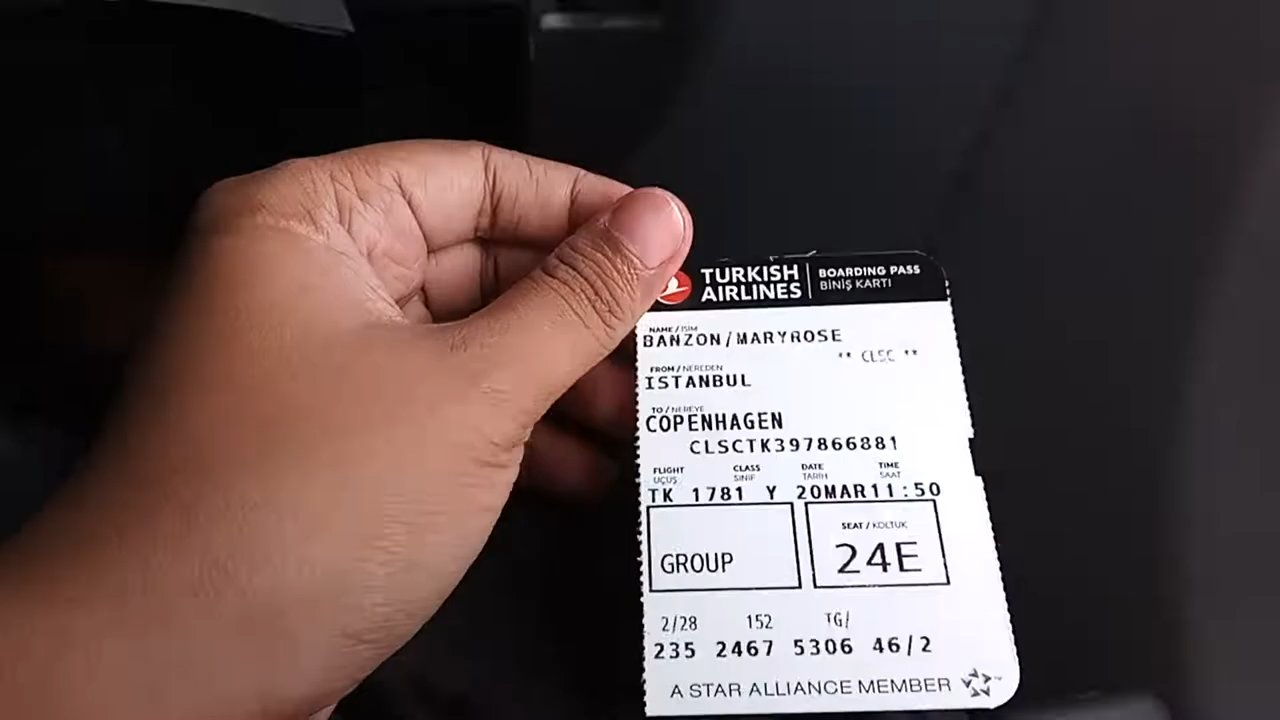 TURKISH AIRLINES
BOARDING PASS
BİNİŞ KARTI
NAME / İSİM
BANZON/MARYROSE
** CLSC **
FROM / NEREDEN
ISTANBUL
TO / NEREYE
COPENHAGEN
CLSCTK397866881
FLIGHT CLASS DATE TIME
UÇUŞ SINIF TARİH SAAT
TK 1781 Y 20MAR11:50
SEAT / KOLTUK
GROUP 24E
2/28 152 TG/
235 2467 5306 46/2
A STAR ALLIANCE MEMBER